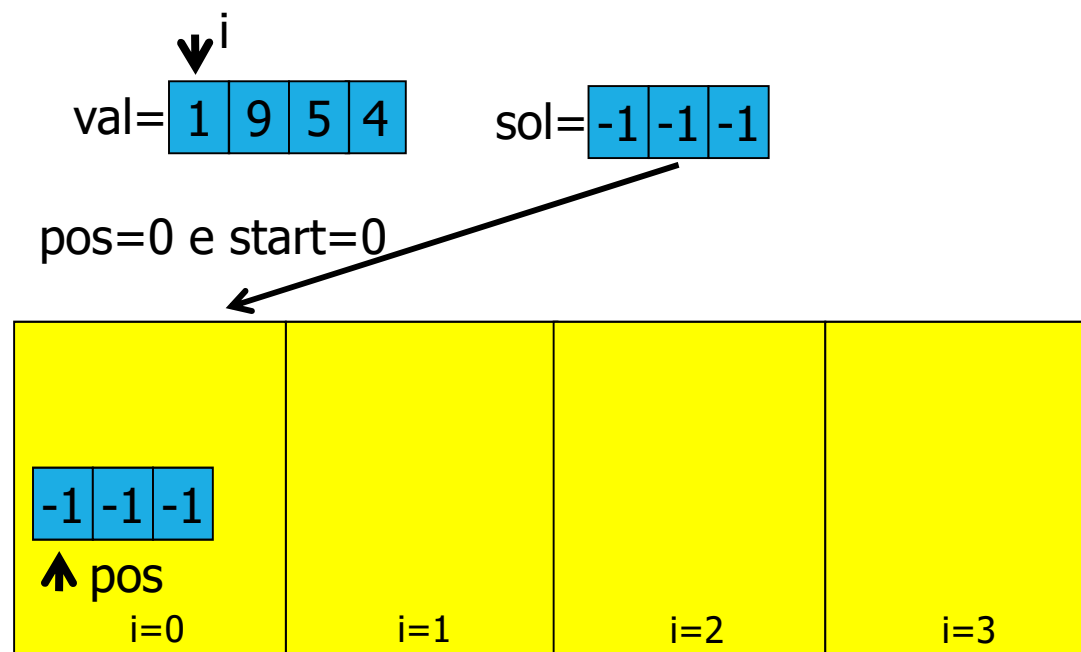 i
val= 1 9 5 4 sol= -1 -1 -1
pos=0 e start=0
-1 -1 -1
pos
i=0 i=1 i=2 i=3